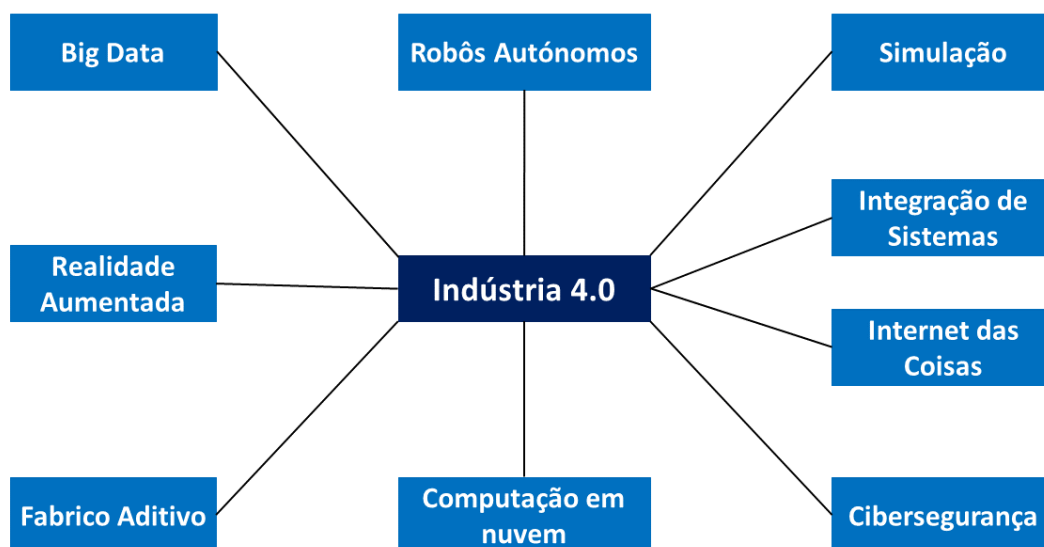 Big Data
Robôs Autónomos
Simulação
Integração de
Sistemas
Realidade
Aumentada
Indústria 4.0
Internet das
Coisas
Fabrico Aditivo
Computação em
nuvem
Cibersegurança